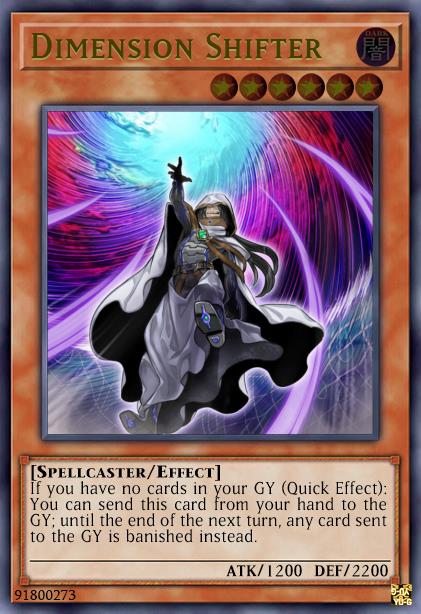 Dimension Shifter
DARK
闇
[Spellcaster/Effect]
If you have no cards in your GY (Quick Effect):
You can send this card from your hand to the
GY; until the end of the next turn, any card sent
to the GY is banished instead.
ATK/1200 DEF/2200
91800273